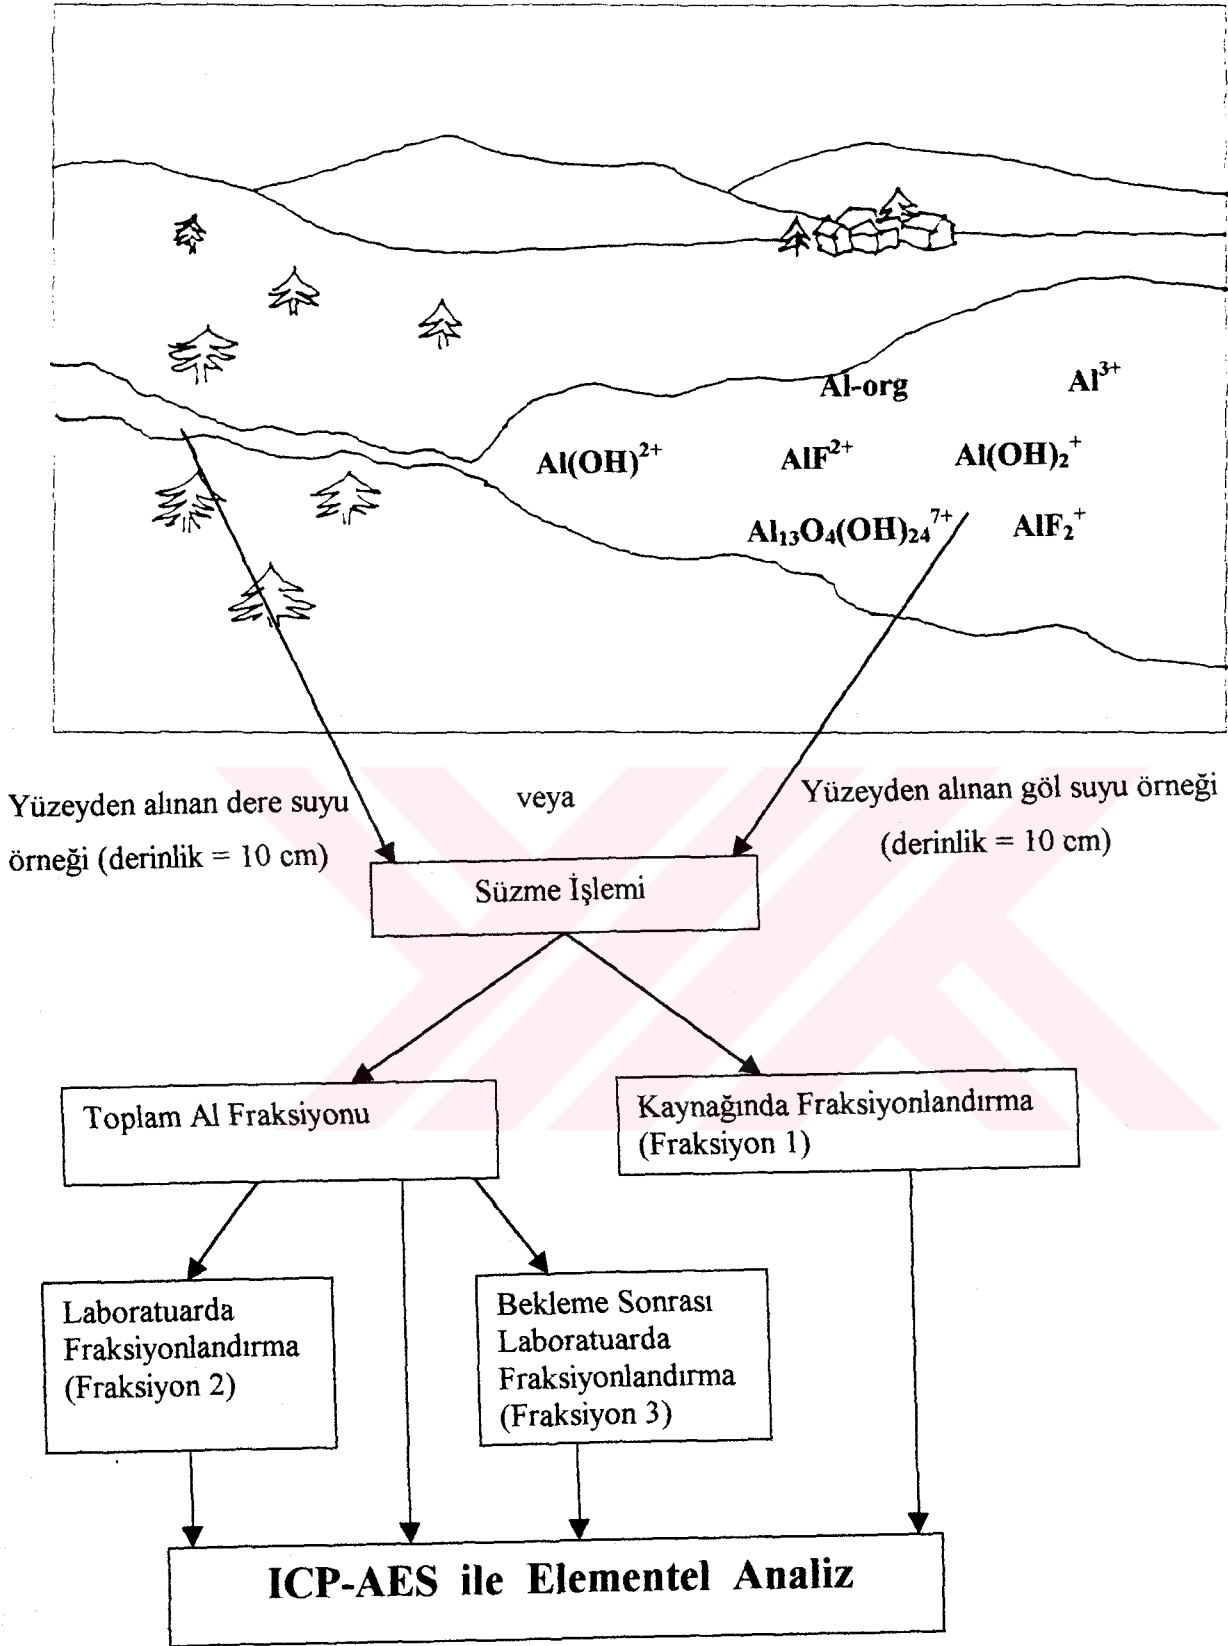 Al-org Al³⁺
Al(OH)²⁺ AlF²⁺ Al(OH)₂⁺
Al₁₃O₄(OH)₂₄⁷⁺ AlF₂⁺
Yüzeyden alınan dere suyu
örneği (derinlik = 10 cm)
veya
Yüzeyden alınan göl suyu örneği
(derinlik = 10 cm)
Süzme İşlemi
Toplam Al Fraksiyonu
Kaynağında Fraksiyonlandırma
(Fraksiyon 1)
Laboratuarda
Fraksiyonlandırma
(Fraksiyon 2)
Bekleme Sonrası
Laboratuarda
Fraksiyonlandırma
(Fraksiyon 3)
ICP-AES ile Elementel Analiz